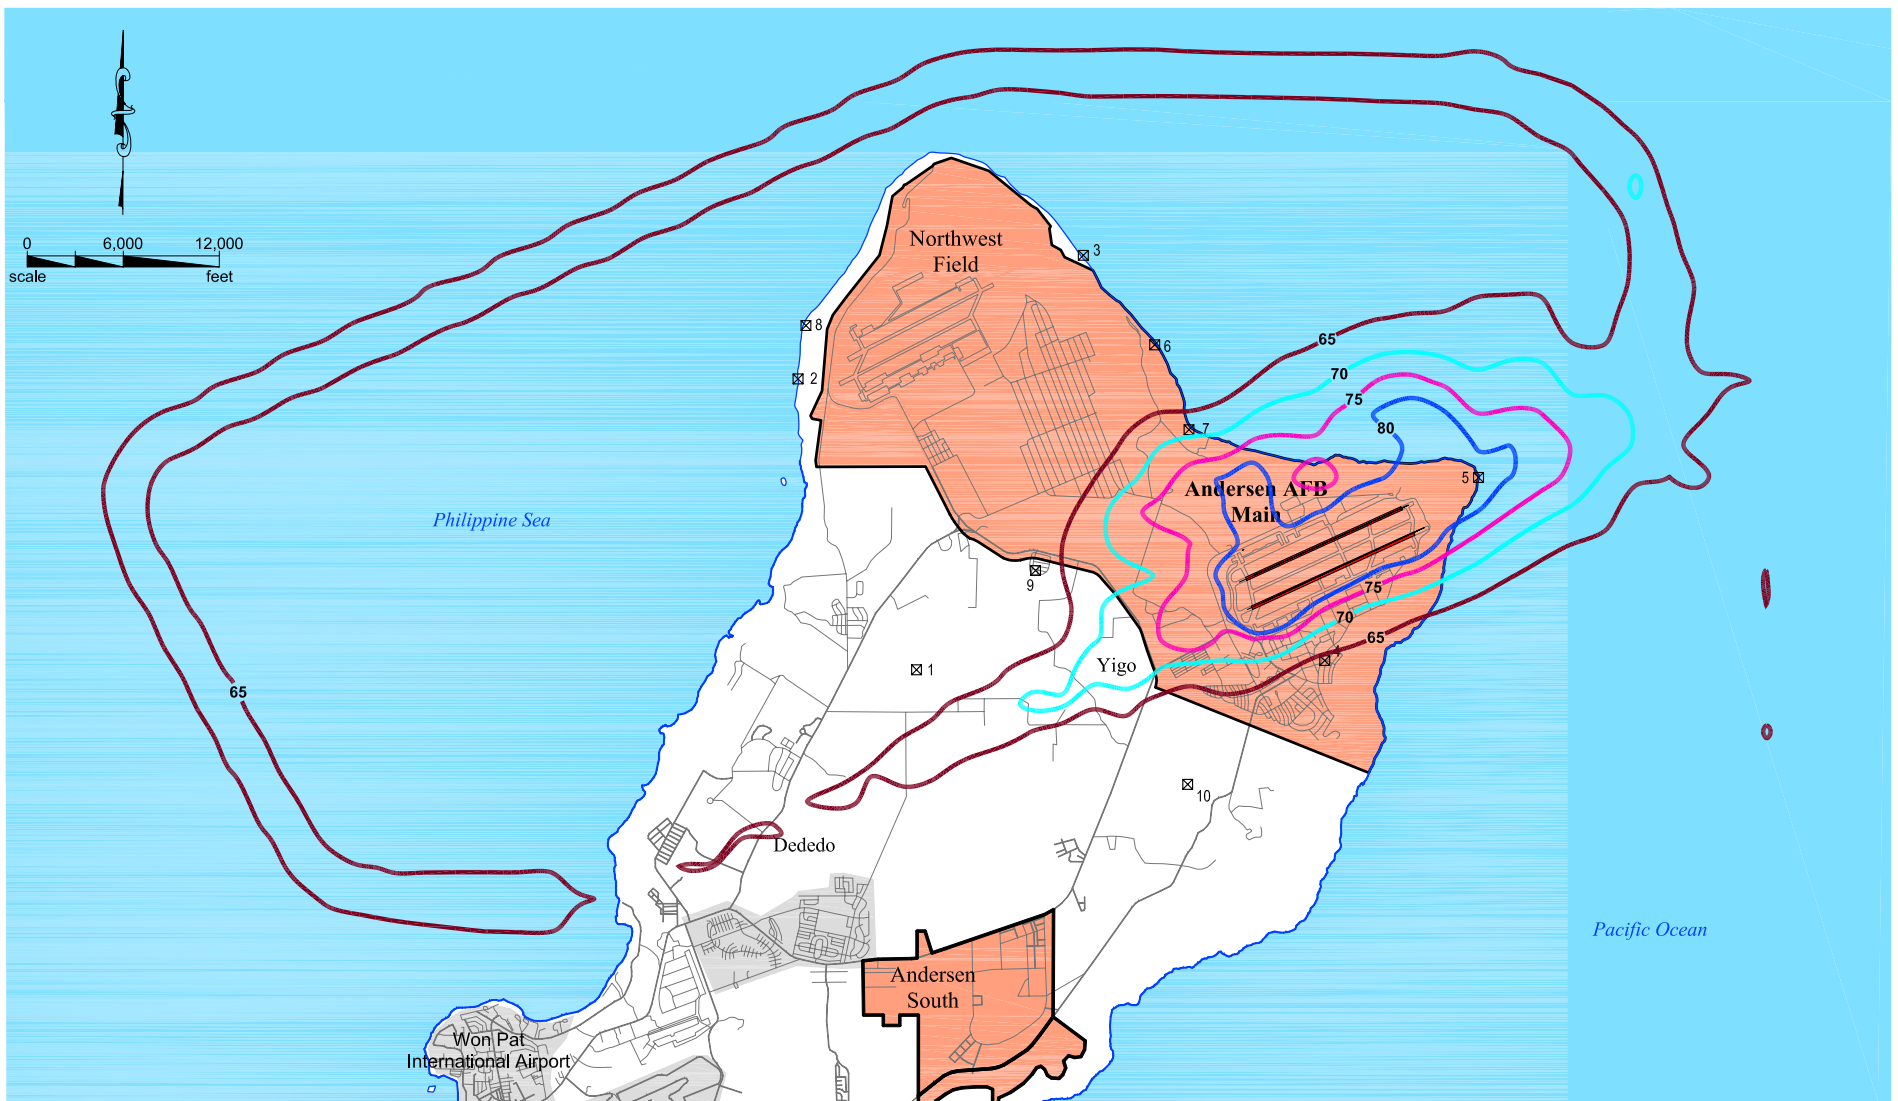 0 6,000 12,000
scale feet
Northwest
Field
3
8
6
2
65
70
75
80
7
5
Andersen AFB
Main
Philippine Sea
9
75
70
65
4
1
Yigo
65
10
Dededo
Pacific Ocean
Andersen
South
Won Pat
International Airport